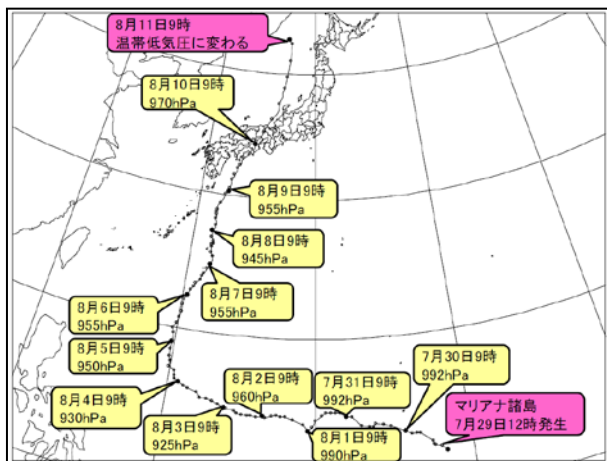 8月11日9時
温帯低気圧に変わる
8月10日9時
970hPa
8月9日9時
955hPa
8月8日9時
945hPa
8月7日9時
955hPa
8月6日9時
955hPa
8月5日9時
950hPa
8月4日9時
930hPa
8月3日9時
925hPa
8月2日9時
960hPa
8月1日9時
990hPa
7月31日9時
992hPa
7月30日9時
992hPa
マリアナ諸島
7月29日12時発生